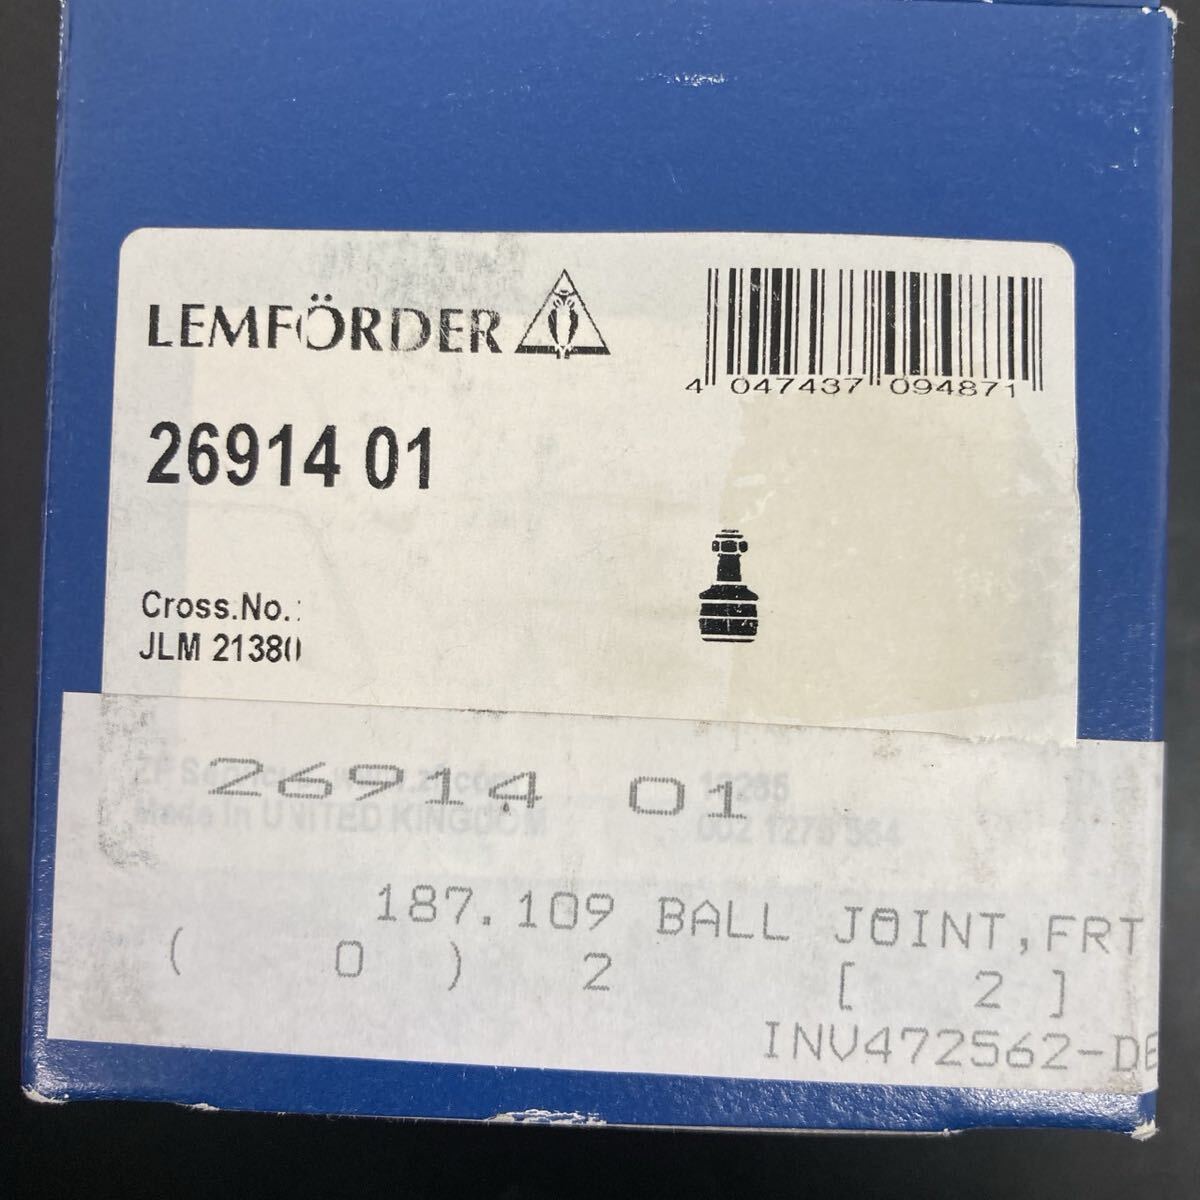 LEMFÖRDER
4 047437 094871
26914 01
Cross.No.:
JLM 21380
26914 01
Made in UNITED KINGDOM
187.109 BALL JOINT,FRT
( 0 ) 2 [ 2 ]
INV472562-DE